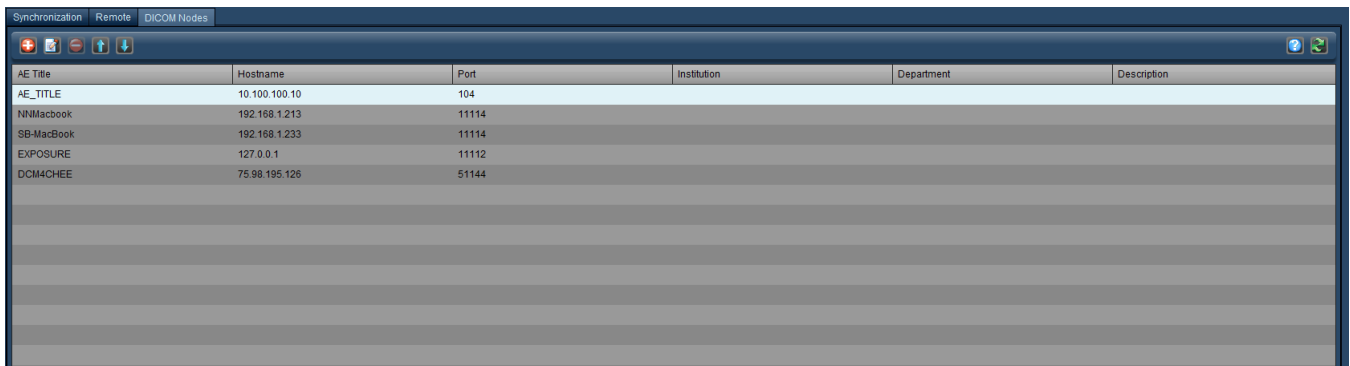 Synchronization Remote DICOM Nodes
AE Title Hostname Port Institution Department Description
AE_TITLE 10.100.100.10 104
NNMacbook 192.168.1.213 11114
SB-MacBook 192.168.1.233 11114
EXPOSURE 127.0.0.1 11112
DCM4CHEE 75.98.195.126 51144